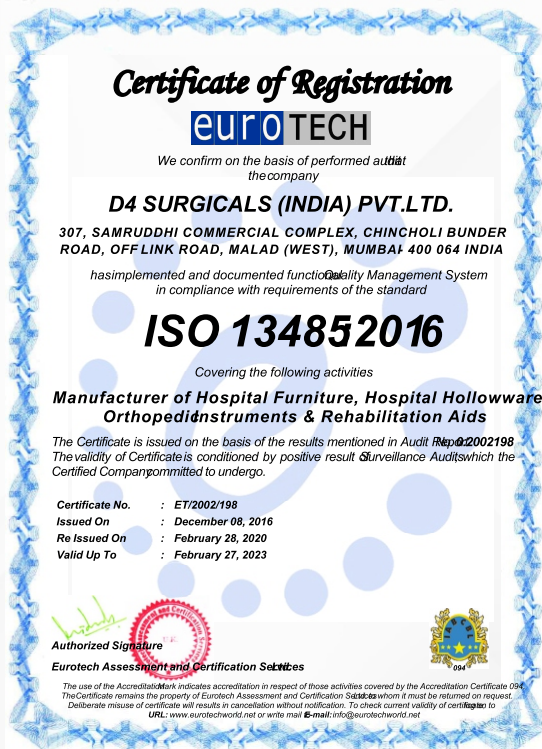 Certificate of Registration
euroTECH
We confirm on the basis of performed audit that
the company
D4 SURGICALS (INDIA) PVT.LTD.
307, SAMRUDDHI COMMERCIAL COMPLEX, CHINCHOLI BUNDER
ROAD, OFF LINK ROAD, MALAD (WEST), MUMBAI- 400 064 INDIA
has implemented and documented functional Quality Management System
in compliance with requirements of the standard
ISO 13485:2016
Covering the following activities
Manufacturer of Hospital Furniture, Hospital Hollowware
Orthopedic Instruments & Rehabilitation Aids
The Certificate is issued on the basis of the results mentioned in Audit Report No. 02002198
The validity of Certificate is conditioned by positive result of Surveillance Audits, which the
Certified Company committed to undergo.
Certificate No. : ET/2002/198
Issued On : December 08, 2016
Re Issued On : February 28, 2020
Valid Up To : February 27, 2023
Authorized Signature
Eurotech Assessment and Certification Services Ltd.
094
The use of the Accreditation Mark indicates accreditation in respect of those activities covered by the Accreditation Certificate 094
The Certificate remains the property of Eurotech Assessment and Certification Services Ltd. to whom it must be returned on request.
Deliberate misuse of certificate will results in cancellation without notification. To check current validity of certificate, log on to
URL: www.eurotechworld.net or write mail to E-mail: info@eurotechworld.net